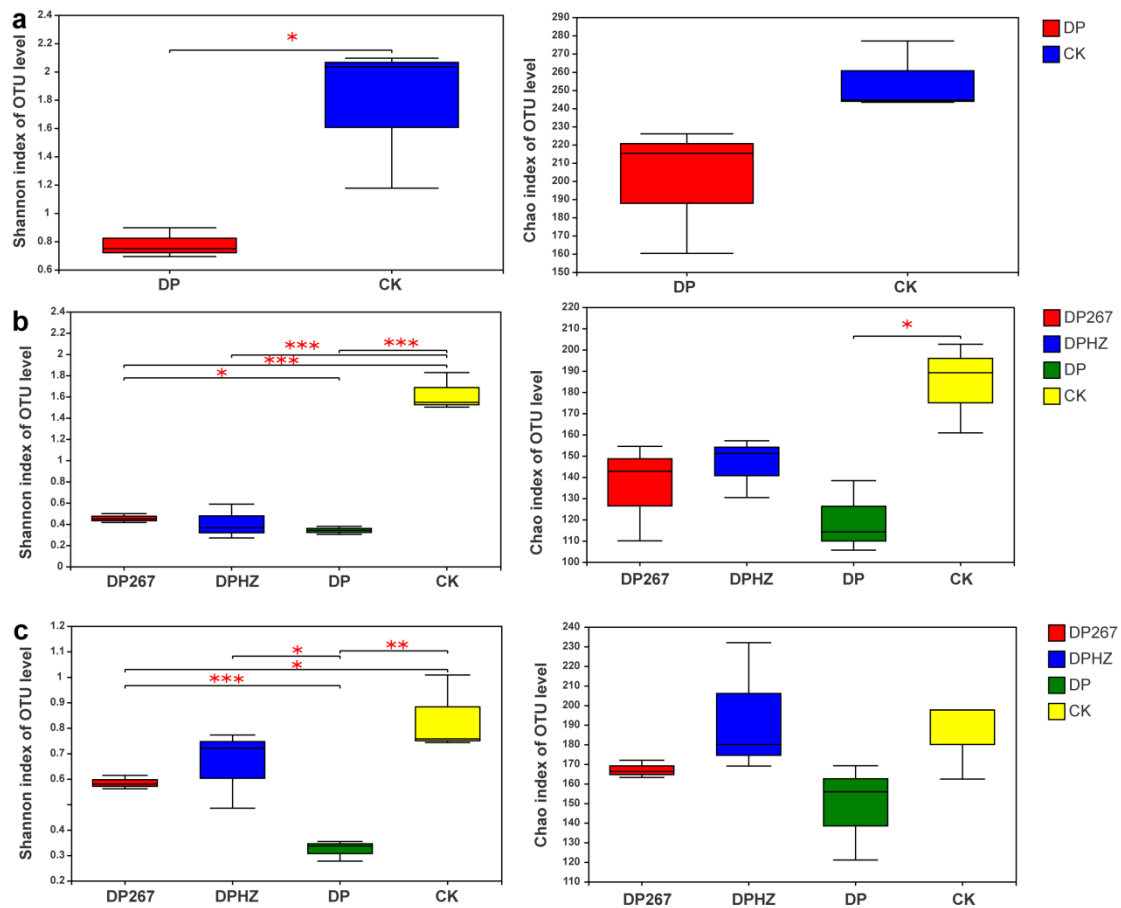 a
Shannon index of OTU level
2.4
2.2
2
1.8
1.6
1.4
1.2
1
0.8
0.6
*
DP
CK
Chao index of OTU level
290
280
270
260
250
240
230
220
210
200
190
180
170
160
150
DP
CK
DP
CK
b
Shannon index of OTU level
2.4
2.2
2
1.8
1.6
1.4
1.2
1
0.8
0.6
0.4
0.2
0
***
***
***
*
DP267
DPHZ
DP
CK
Chao index of OTU level
220
210
200
190
180
170
160
150
140
130
120
110
100
*
DP267
DPHZ
DP
CK
DP267
DPHZ
DP
CK
c
Shannon index of OTU level
1.2
1.1
1
0.9
0.8
0.7
0.6
0.4
0.3
0.2
**
*
*
***
DP267
DPHZ
DP
CK
Chao index of OTU level
240
230
220
210
200
190
180
170
160
150
140
130
120
110
DP267
DPHZ
DP
CK
DP267
DPHZ
DP
CK